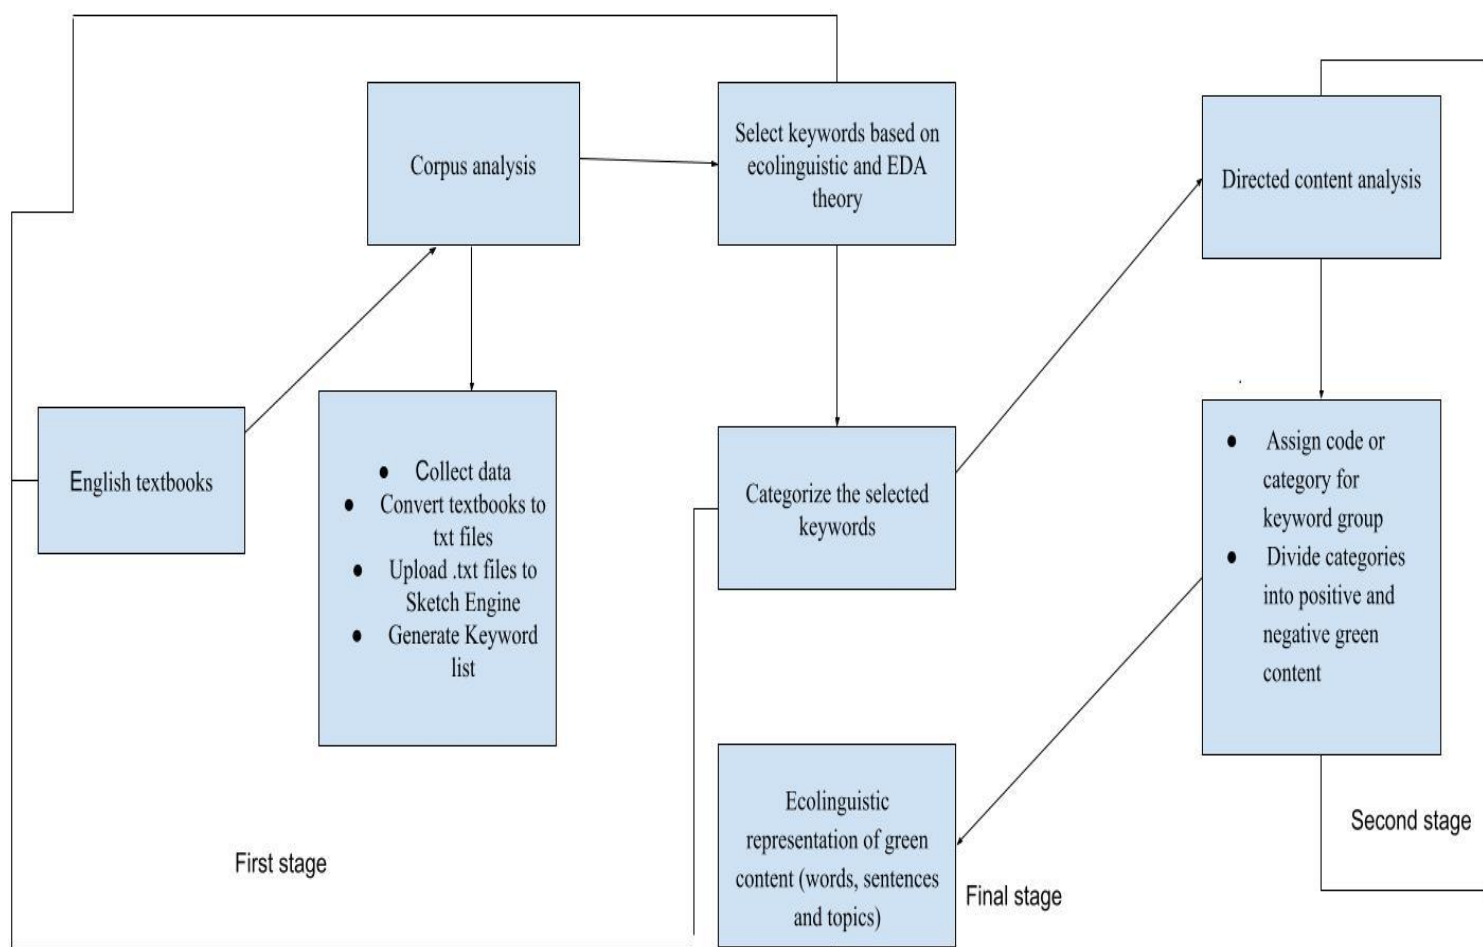 English textbooks
Corpus analysis
● Collect data
● Convert textbooks to
txt files
● Upload .txt files to
Sketch Engine
● Generate Keyword
list
Select keywords based on
ecolinguistic and EDA
theory
Categorize the selected
keywords
First stage
Directed content analysis
● Assign code or
category for
keyword group
● Divide categories
into positive and
negative green
content
Second stage
Ecolinguistic
representation of green
content (words, sentences
and topics)
Final stage